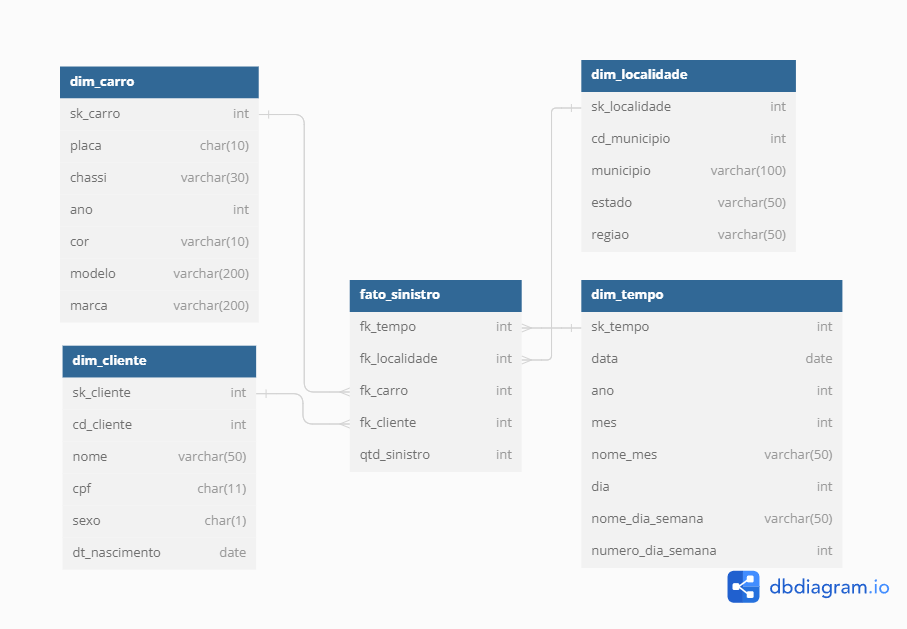 dim_carro
sk_carro int
placa char(10)
chassi varchar(30)
ano int
cor varchar(10)
modelo varchar(200)
marca varchar(200)
dim_cliente
sk_cliente int
cd_cliente int
nome varchar(50)
cpf char(11)
sexo char(1)
dt_nascimento date
fato_sinistro
fk_tempo int
fk_localidade int
fk_carro int
fk_cliente int
qtd_sinistro int
dim_localidade
sk_localidade int
cd_municipio int
municipio varchar(100)
estado varchar(50)
regiao varchar(50)
dim_tempo
sk_tempo int
data date
ano int
mes int
nome_mes varchar(50)
dia int
nome_dia_semana varchar(50)
numero_dia_semana int
dbdiagram.io